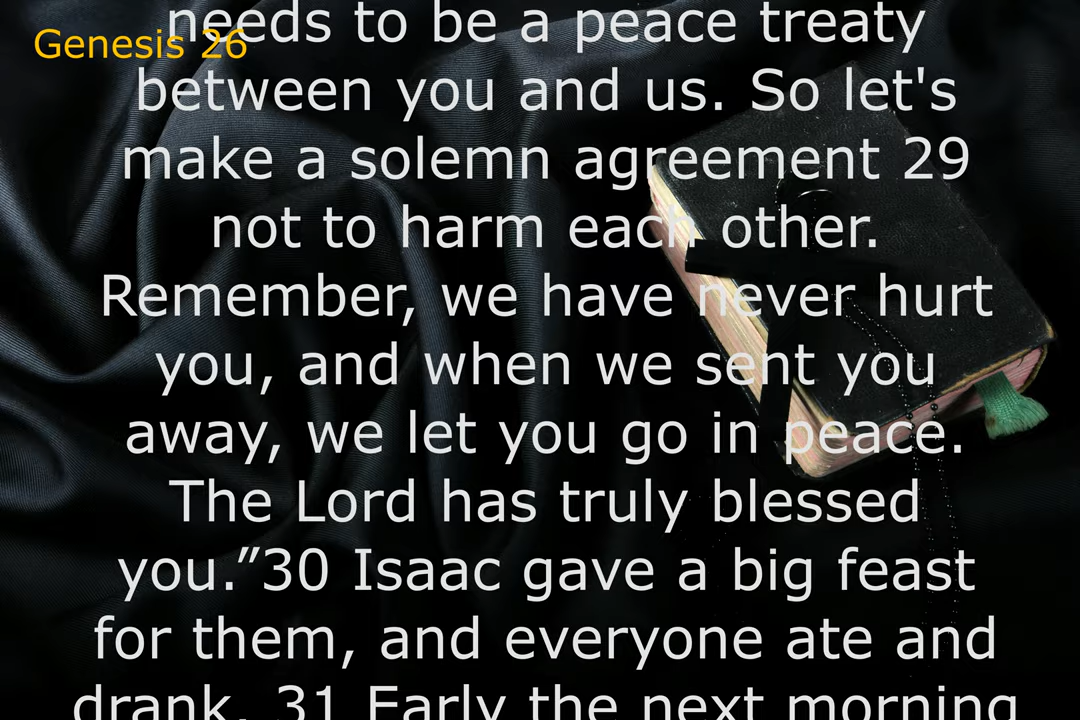 needs to be a peace treaty
Genesis 26
between you and us. So let's
make a solemn agreement 29
not to harm each other.
Remember, we have never hurt
you, and when we sent you
away, we let you go in peace.
The Lord has truly blessed
you.”30 Isaac gave a big feast
for them, and everyone ate and
drank. 31 Early the next morning